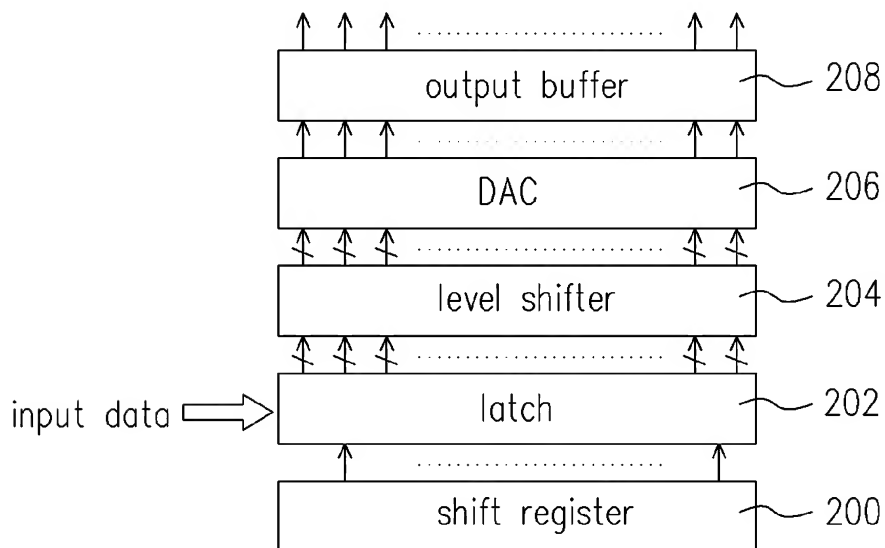 output buffer 208
DAC 206
level shifter 204
input data latch 202
shift register 200